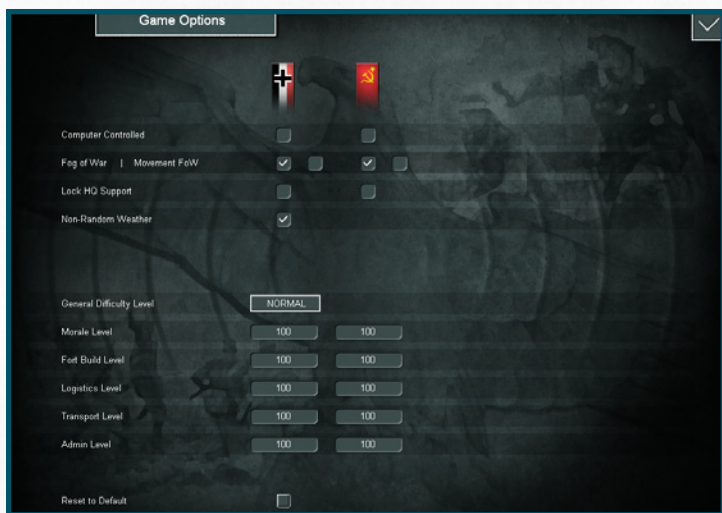 Game Options
Computer Controlled
Fog of War | Movement FoW
Lock HQ Support
Non-Random Weather
General Difficulty Level NORMAL
Morale Level 100 100
Fort Build Level 100 100
Logistics Level 100 100
Transport Level 100 100
Admin Level 100 100
Reset to Default